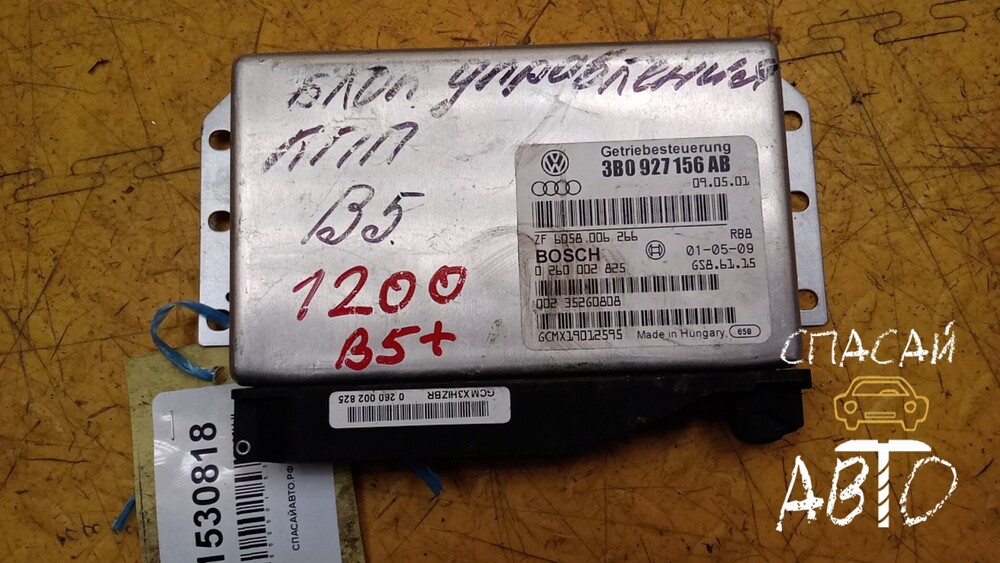 БЛОК управления
АКПП
B5
1200
B5+
Getriebesteuerung
3B0 927 156 AB
09.05.01
ZF 6058.006.266
RB8
BOSCH
01-05-09
0 260 002 825
GS8.61.15
002 35260808
GCMX19012595
Made in Hungary.
658
GCMX3HIZBR
0 260 002 825
1530818
СПАСАЙАВТО.РФ
СПАСАЙ
АВТО